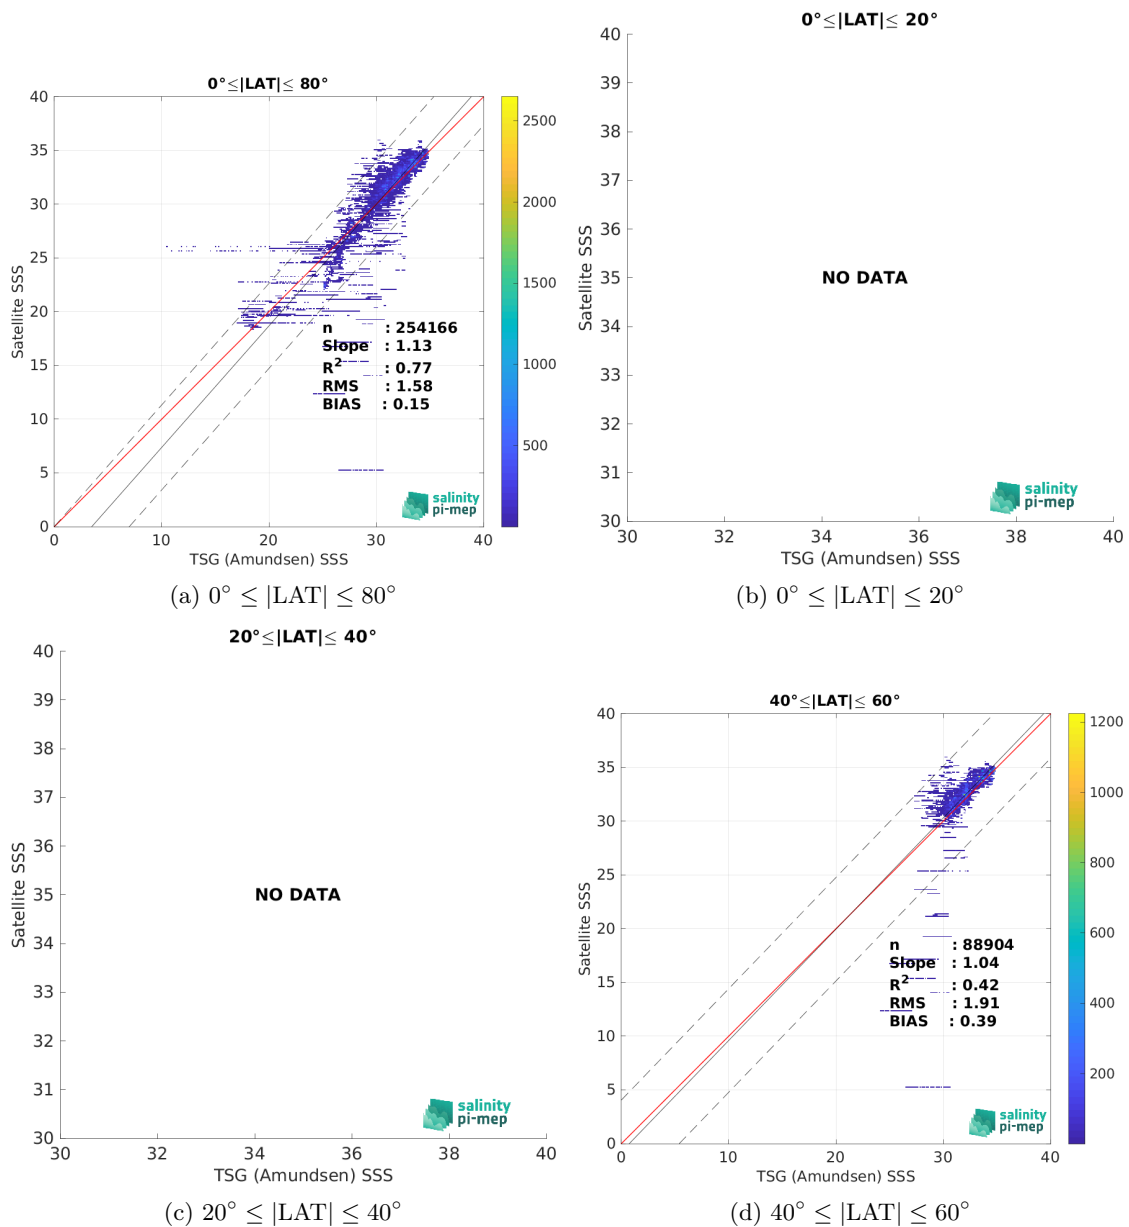 0°≤|LAT|≤ 80°
40
35
30
25
20
15
10
5
0
0
10
20
30
40
Satellite SSS
TSG (Amundsen) SSS
2500
2000
1500
1000
500
n : 254166
Slope : 1.13
R² : 0.77
RMS : 1.58
BIAS : 0.15
salinity
pi-mep
(a) 0° ≤ |LAT| ≤ 80°
0°≤|LAT|≤ 20°
40
39
38
37
36
35
34
33
32
31
30
30
32
34
36
38
40
Satellite SSS
NO DATA
TSG (Amundsen) SSS
salinity
pi-mep
(b) 0° ≤ |LAT| ≤ 20°
20°≤|LAT|≤ 40°
40
39
38
37
36
35
34
33
32
31
30
30
32
34
36
38
40
Satellite SSS
NO DATA
TSG (Amundsen) SSS
salinity
pi-mep
(c) 20° ≤ |LAT| ≤ 40°
40°≤|LAT|≤ 60°
40
35
30
25
20
15
10
5
0
0
10
20
30
40
Satellite SSS
TSG (Amundsen) SSS
1200
1000
800
600
400
200
n : 88904
Slope : 1.04
R² : 0.42
RMS : 1.91
BIAS : 0.39
salinity
pi-mep
(d) 40° ≤ |LAT| ≤ 60°